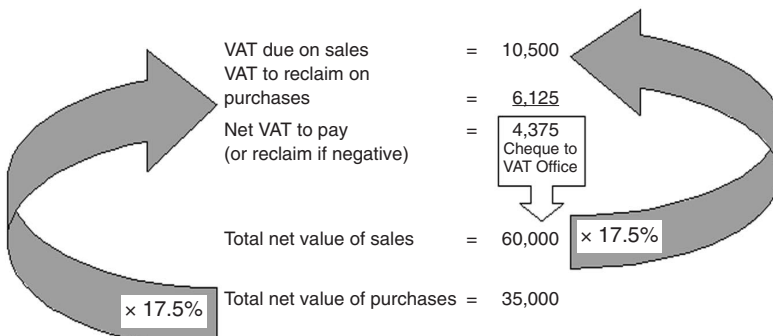 VAT due on sales = 10,500
VAT to reclaim on
purchases = 6,125
Net VAT to pay = 4,375
(or reclaim if negative) Cheque to
VAT Office
Total net value of sales = 60,000 × 17.5%
Total net value of purchases = 35,000
× 17.5%